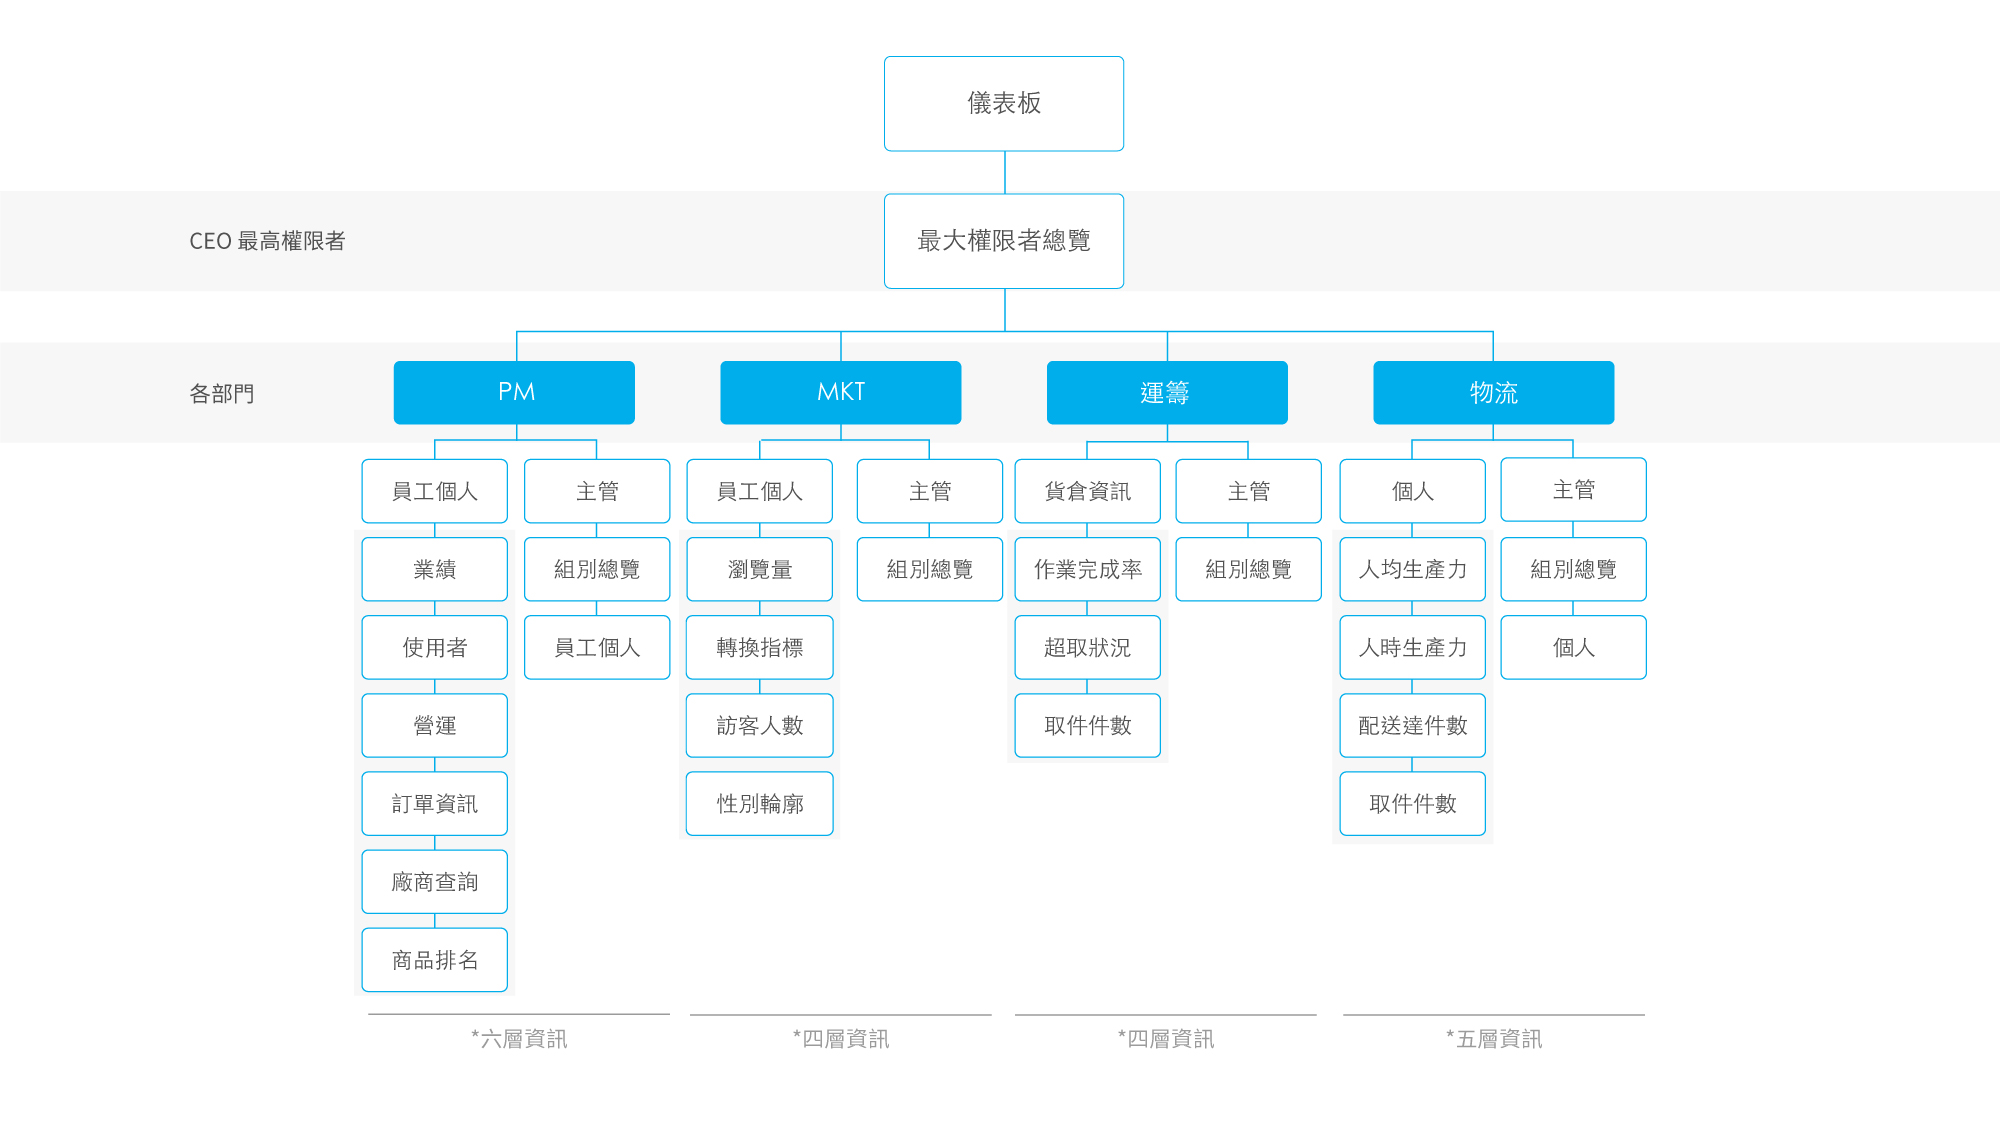 儀表板
CEO 最高權限者
最大權限者總覽
各部門
PM
MKT
運籌
物流
員工個人
主管
員工個人
主管
貨倉資訊
主管
個人
主管
業績
組別總覽
瀏覽量
組別總覽
作業完成率
組別總覽
人均生產力
組別總覽
使用者
員工個人
轉換指標
超取狀況
人時生產力
個人
營運
訪客人數
取件件數
配送達件數
訂單資訊
性別輪廓
取件件數
廠商查詢
商品排名
*六層資訊
*四層資訊
*四層資訊
*五層資訊